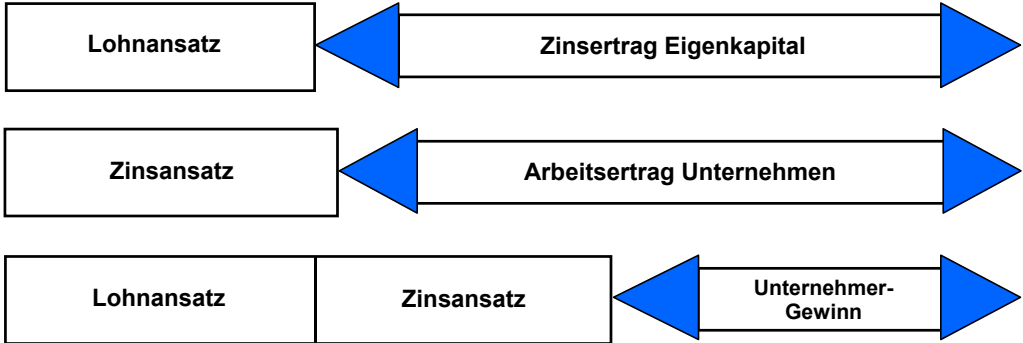 Lohnansatz
Zinsertrag Eigenkapital
Zinsansatz
Arbeitsertrag Unternehmen
Lohnansatz
Zinsansatz
Unternehmer-
Gewinn